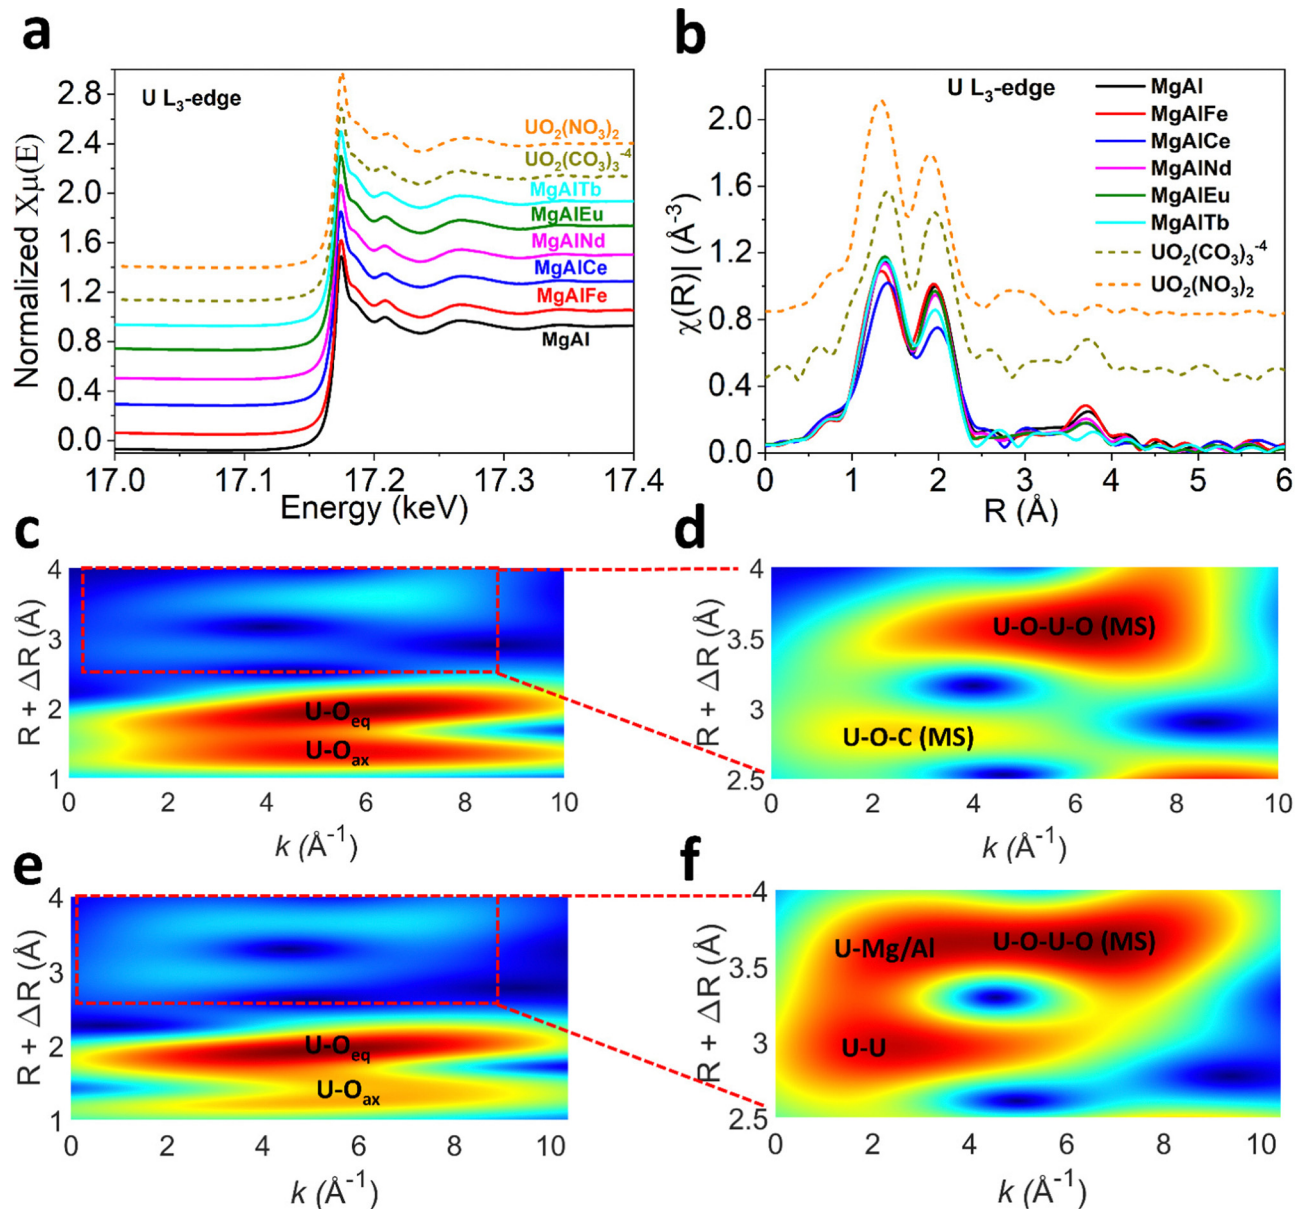 a
Normalized Χμ(E)
2.8
2.4
2.0
1.6
1.2
0.8
0.4
0.0
U L₃-edge
UO₂(NO₃)₂
UO₂(CO₃)₃⁻⁴
MgAlTb
MgAlEu
MgAlNd
MgAlCe
MgAlFe
MgAl
17.0 17.1 17.2 17.3 17.4
Energy (keV)
b
χ(R)| (Å⁻³)
2.0
1.6
1.2
0.8
0.4
0.0
U L₃-edge
MgAl
MgAlFe
MgAlCe
MgAlNd
MgAlEu
MgAlTb
UO₂(CO₃)₃⁻⁴
UO₂(NO₃)₂
0 1 2 3 4 5 6
R (Å)
c
R + ΔR (Å)
4
3
2
1
U-Oeq
U-Oax
0 2 4 6 8 10
k (Å⁻¹)
d
R + ΔR (Å)
4
3.5
3
2.5
U-O-U-O (MS)
U-O-C (MS)
0 2 4 6 8 10
k (Å⁻¹)
e
R + ΔR (Å)
4
3
2
1
U-Oeq
U-Oax
0 2 4 6 8 10
k (Å⁻¹)
f
R + ΔR (Å)
4
3.5
3
2.5
U-Mg/Al
U-O-U-O (MS)
U-U
0 2 4 6 8 10
k (Å⁻¹)